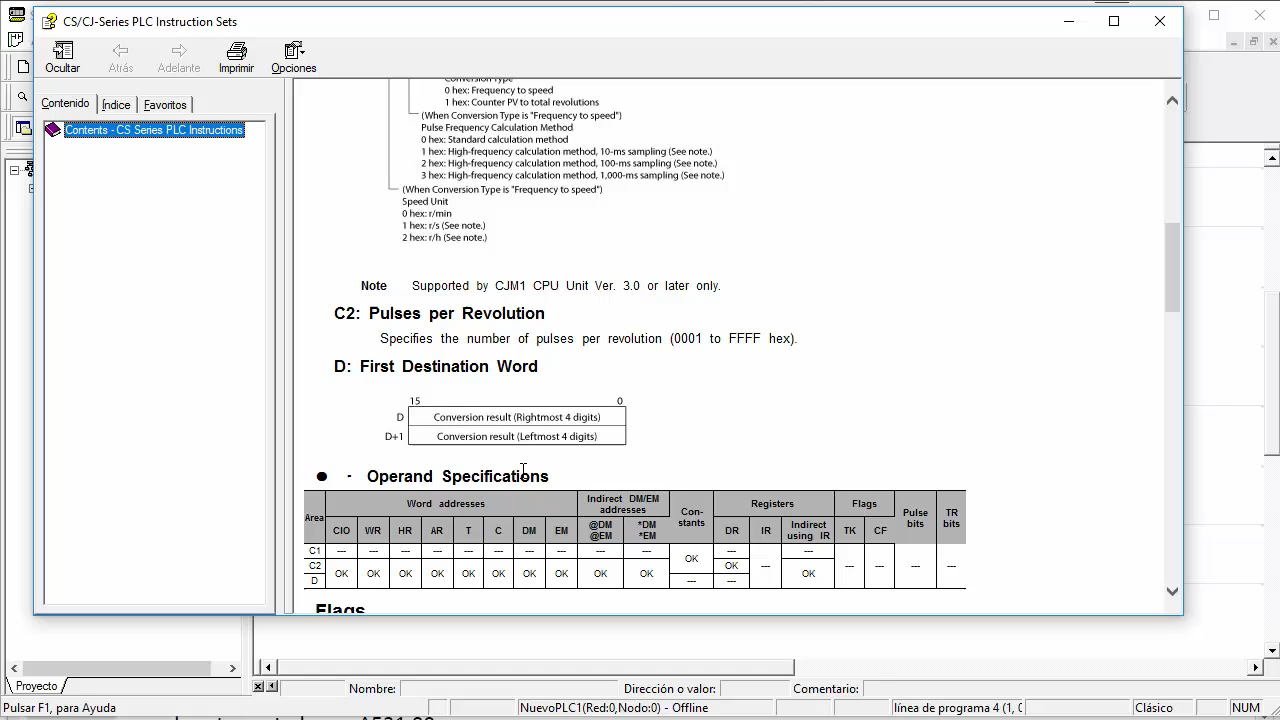 CS/CJ-Series PLC Instruction Sets
Ocultar Atrás Adelante Imprimir Opciones
Contenido Índice Favoritos
Contents - CS Series PLC Instructions
Conversion Type
0 hex: Frequency to speed
1 hex: Counter PV to total revolutions
(When Conversion Type is "Frequency to speed")
Pulse Frequency Calculation Method
0 hex: Standard calculation method
1 hex: High-frequency calculation method, 10-ms sampling (See note.)
2 hex: High-frequency calculation method, 100-ms sampling (See note.)
3 hex: High-frequency calculation method, 1,000-ms sampling (See note.)
(When Conversion Type is "Frequency to speed")
Speed Unit
0 hex: r/min
1 hex: r/s (See note.)
2 hex: r/h (See note.)
Note Supported by CJM1 CPU Unit Ver. 3.0 or later only.
C2: Pulses per Revolution
Specifies the number of pulses per revolution (0001 to FFFF hex).
D: First Destination Word
15 0
D Conversion result (Rightmost 4 digits)
D+1 Conversion result (Leftmost 4 digits)
● - Operand Specifications
Area Word addresses Indirect DM/EM addresses Con-stants Registers Flags Pulse bits TR bits
CIO WR HR AR T C DM EM @DM @EM *DM *EM DR IR Indirect using IR TK CF
C1 --- --- --- --- --- --- --- --- --- --- OK --- --- --- --- --- --- ---
C2 OK OK OK OK OK OK OK OK OK OK OK OK
D --- ---
Flags
Proyecto
Nombre: Dirección o valor: Comentario:
Pulsar F1, para Ayuda NuevoPLC1(Red:0,Nodo:0) - Offline línea de programa 4 (1, 0 Clásico NUM